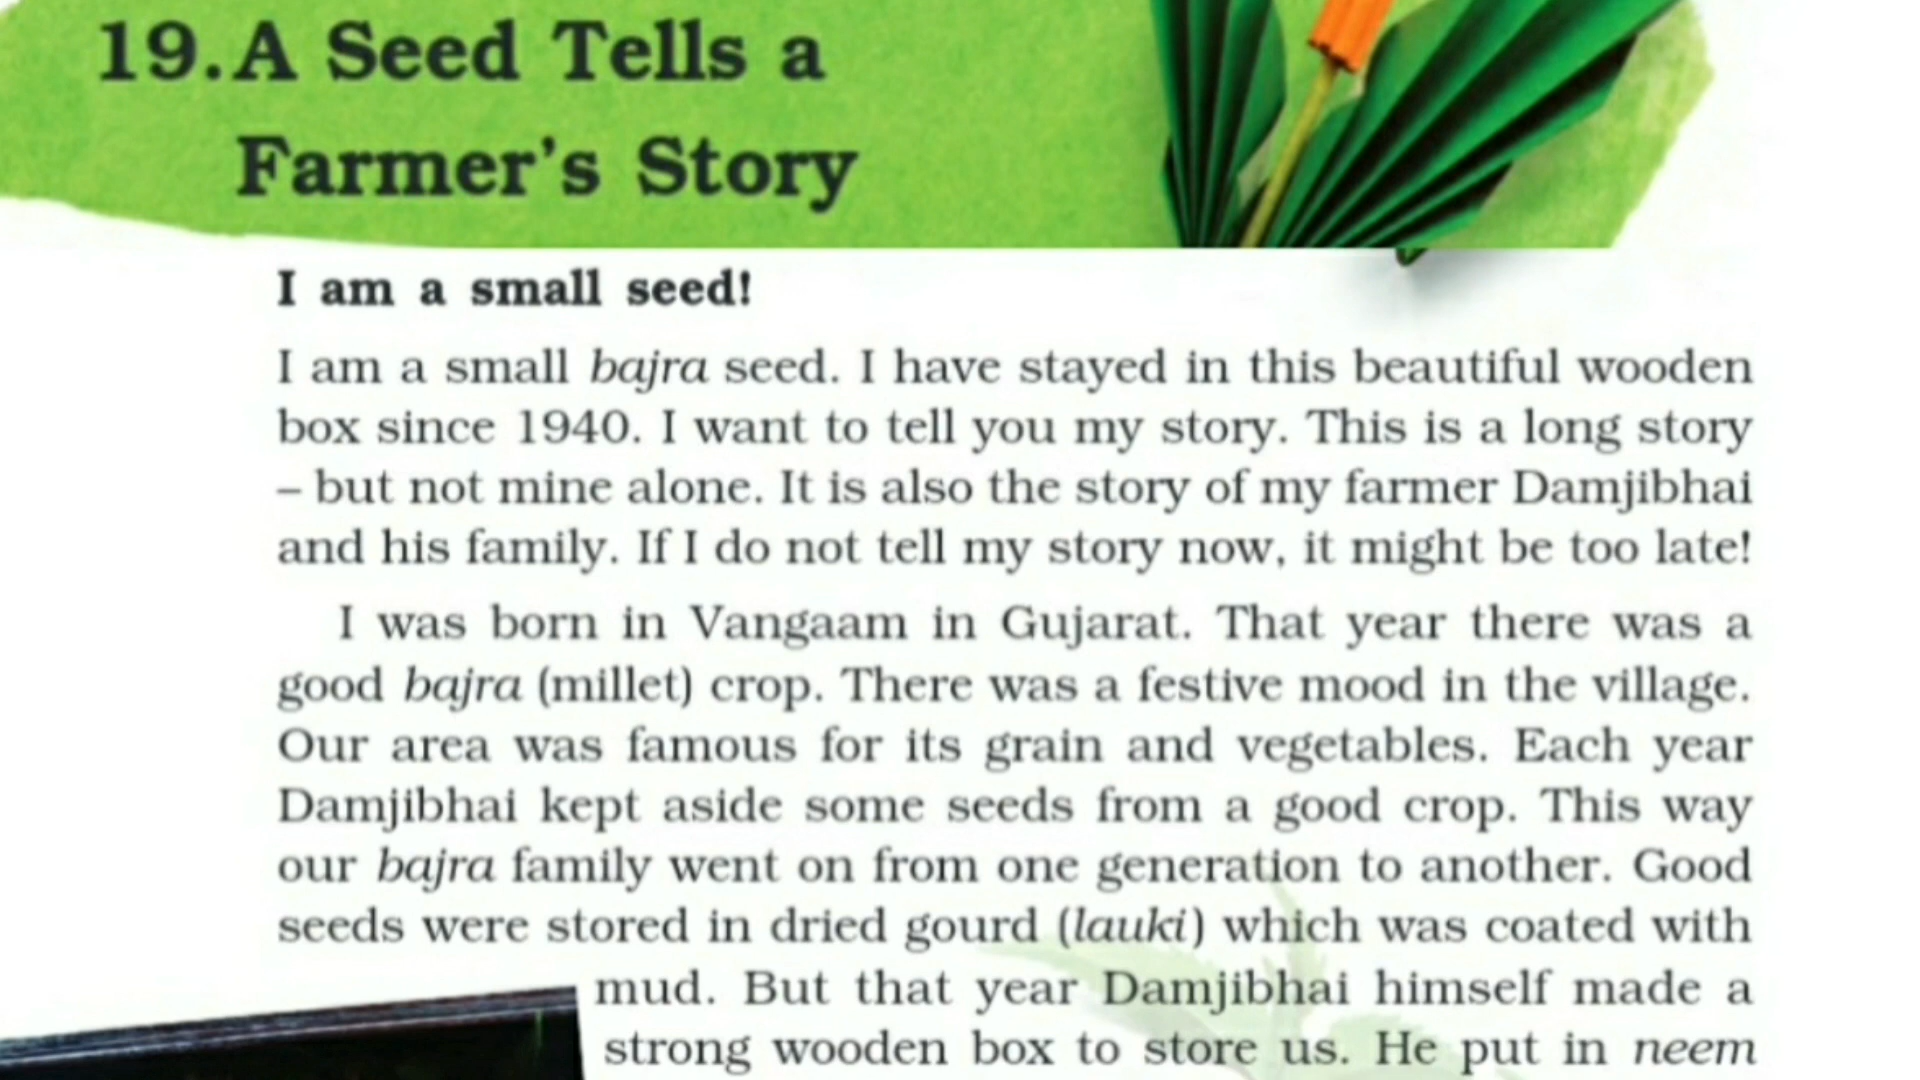 19. A Seed Tells a
Farmer's Story
I am a small seed!
I am a small bajra seed. I have stayed in this beautiful wooden
box since 1940. I want to tell you my story. This is a long story
– but not mine alone. It is also the story of my farmer Damjibhai
and his family. If I do not tell my story now, it might be too late!
I was born in Vangaam in Gujarat. That year there was a
good bajra (millet) crop. There was a festive mood in the village.
Our area was famous for its grain and vegetables. Each year
Damjibhai kept aside some seeds from a good crop. This way
our bajra family went on from one generation to another. Good
seeds were stored in dried gourd (lauki) which was coated with
mud. But that year Damjibhai himself made a
strong wooden box to store us. He put in neem